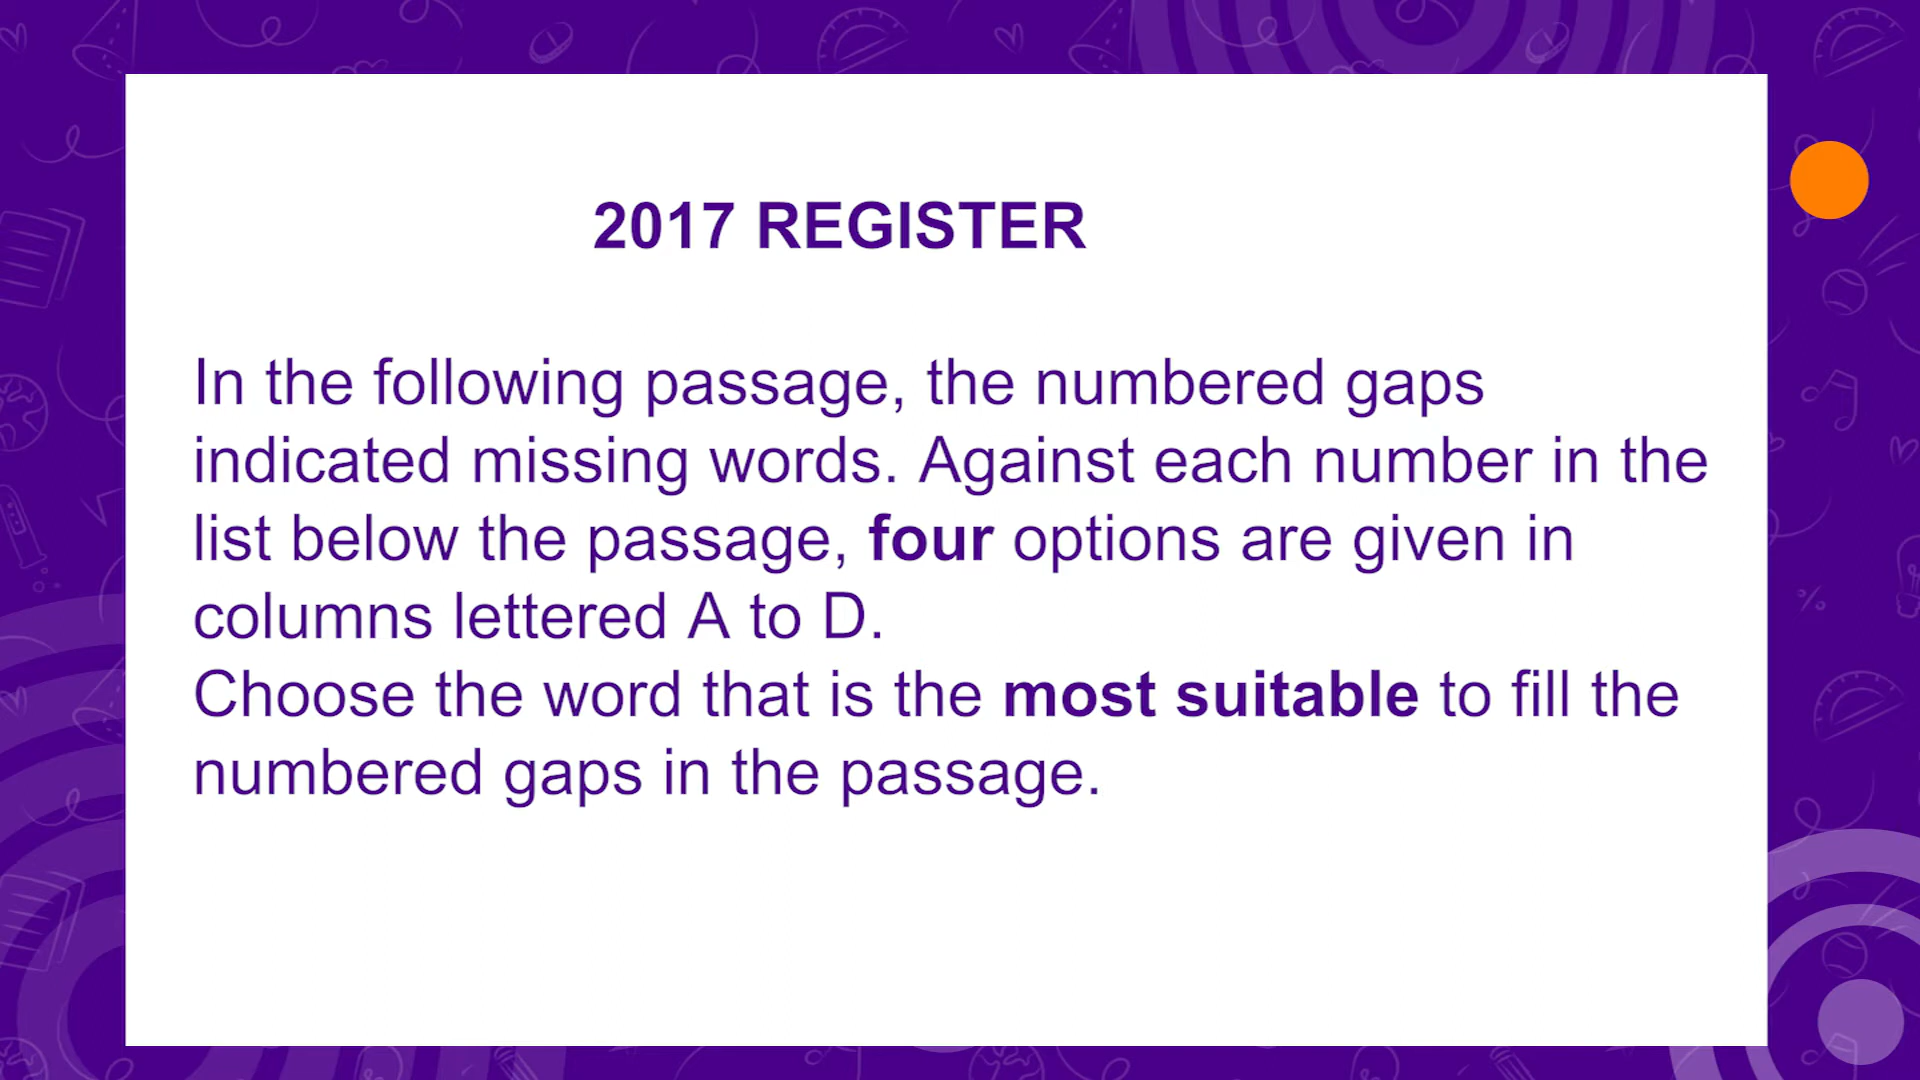 2017 REGISTER
In the following passage, the numbered gaps
indicated missing words. Against each number in the
list below the passage, four options are given in
columns lettered A to D.
Choose the word that is the most suitable to fill the
numbered gaps in the passage.